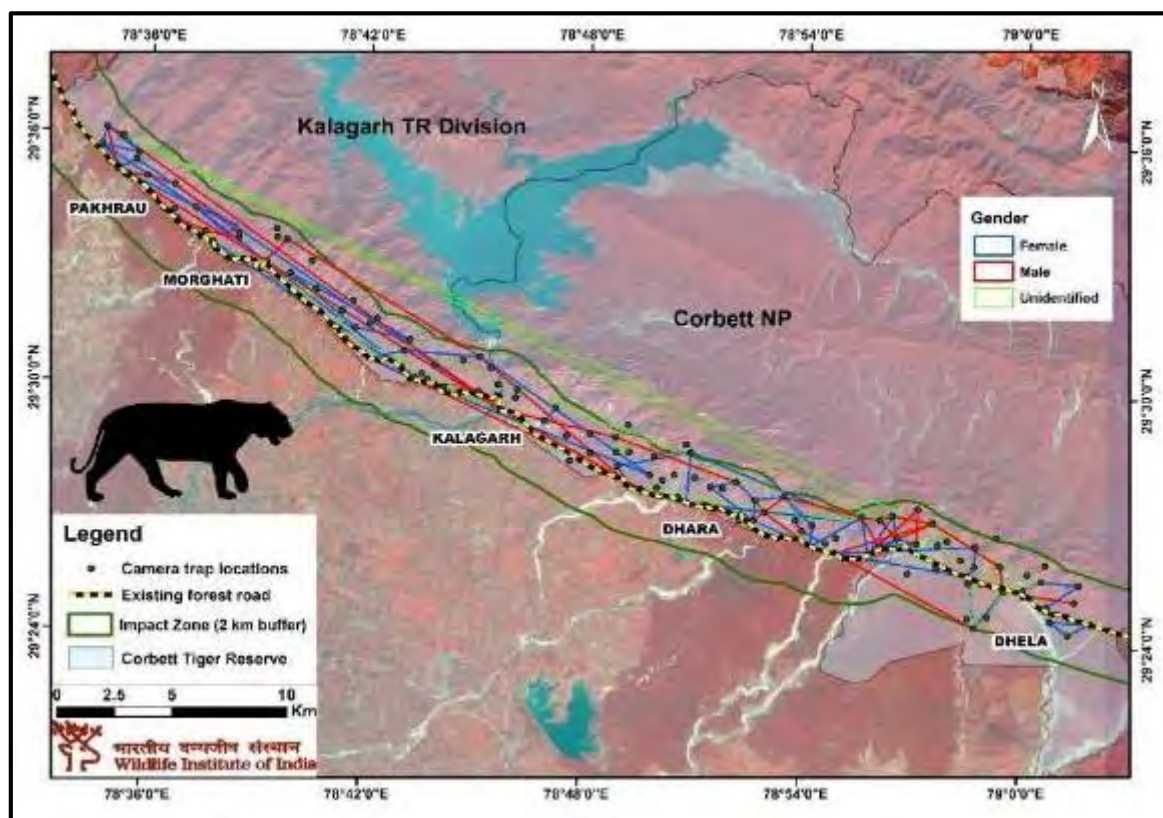 78°36'0"E 78°42'0"E 78°48'0"E 78°54'0"E 79°0'0"E
29°36'0"N
29°36'0"N
Kalagarh TR Division
N
PAKHRAU
Gender
Female
Male
Unidentified
MORGHATI
Corbett NP
29°30'0"N
29°30'0"N
KALAGARH
DHARA
Legend
Camera trap locations
Existing forest road
Impact Zone (2 km buffer)
Corbett Tiger Reserve
29°24'0"N
29°24'0"N
DHELA
0 2.5 5 10
Km
भारतीय वन्यजीव संस्थान
Wildlife Institute of India
78°36'0"E 78°42'0"E 78°48'0"E 78°54'0"E 79°0'0"E